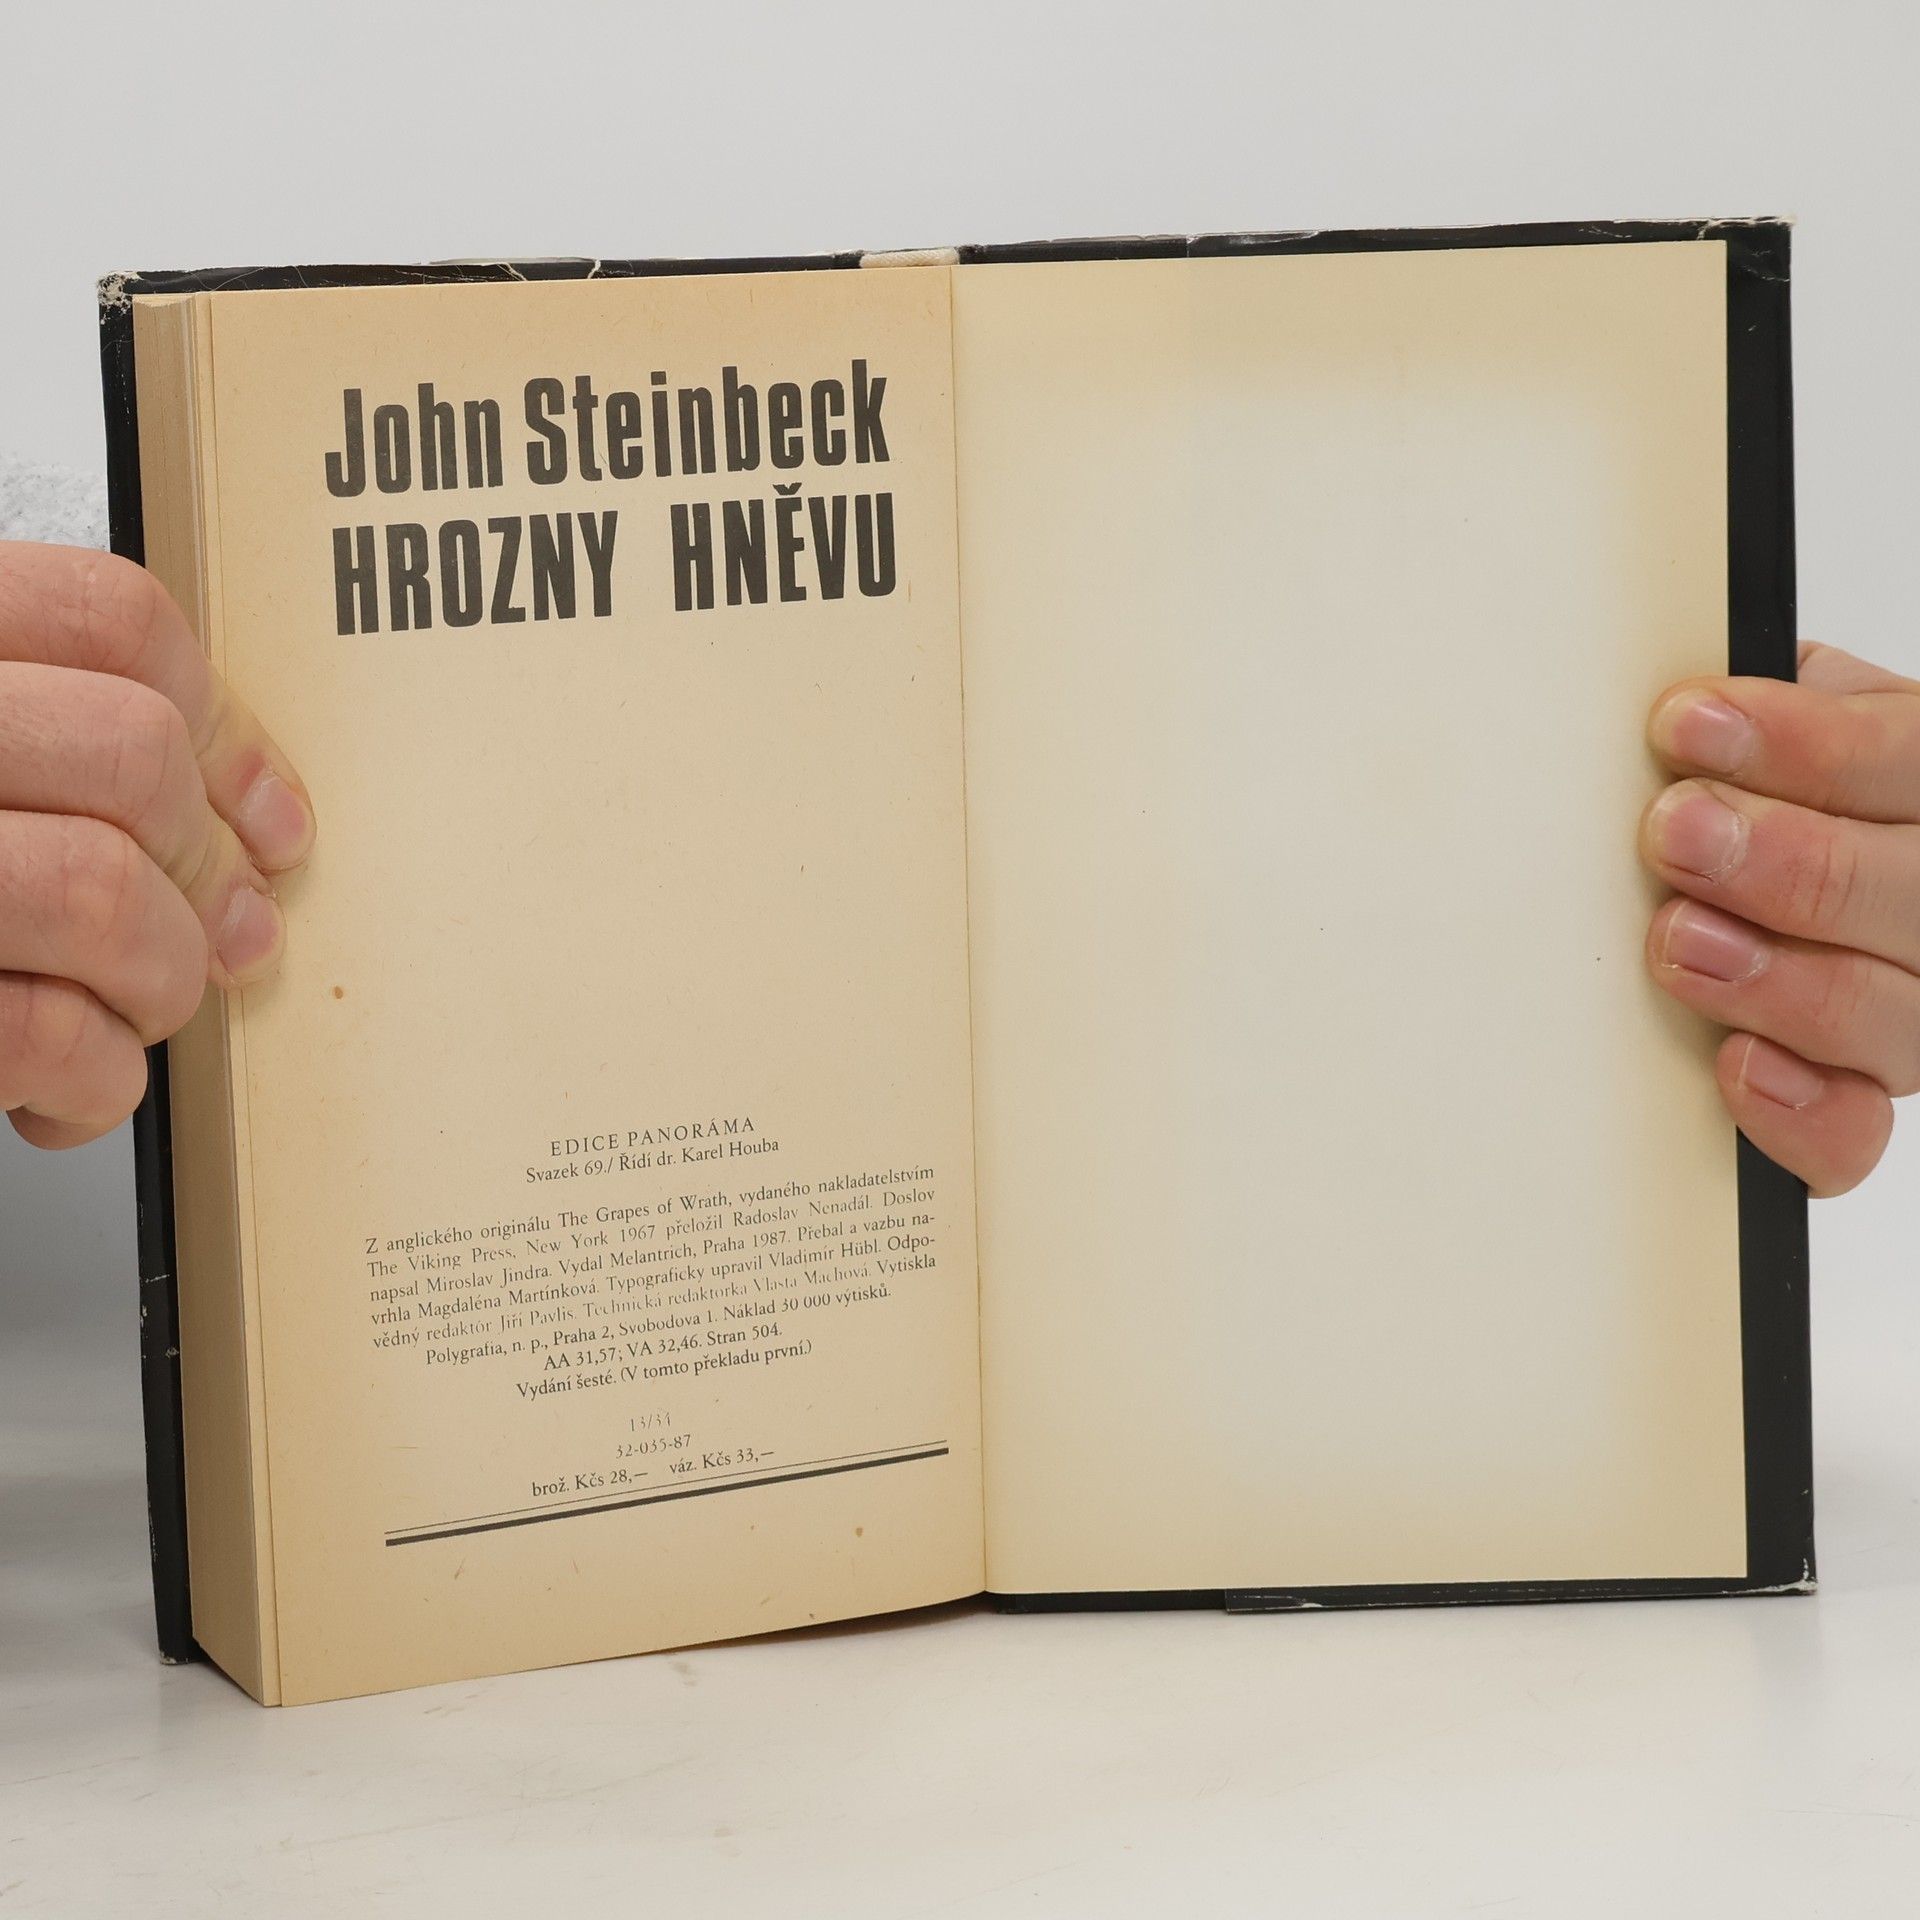 John Steinbeck
HROZNY HNĚVU
EDICE PANORÁMA
Svazek 69./ Řídí dr. Karel Houba
Z anglického originálu The Grapes of Wrath, vydaného nakladatelstvím
The Viking Press, New York 1967 přeložil Radoslav Nenadál. Doslov
napsal Miroslav Jindra. Vydal Melantrich, Praha 1987. Přebal a vazbu na-
vrhla Magdaléna Martínková. Typograficky upravil Vladimír Hübl. Odpo-
vědný redaktor Jiří Pavlis. Technická redaktorka Vlasta Machová. Vytiskla
Polygrafia, n. p., Praha 2, Svobodova 1. Náklad 30 000 výtisků.
AA 31,57; VA 32,46. Stran 504.
Vydání šesté. (V tomto překladu první.)
13/34
32-035-87
brož. Kčs 28,— váz. Kčs 33,—